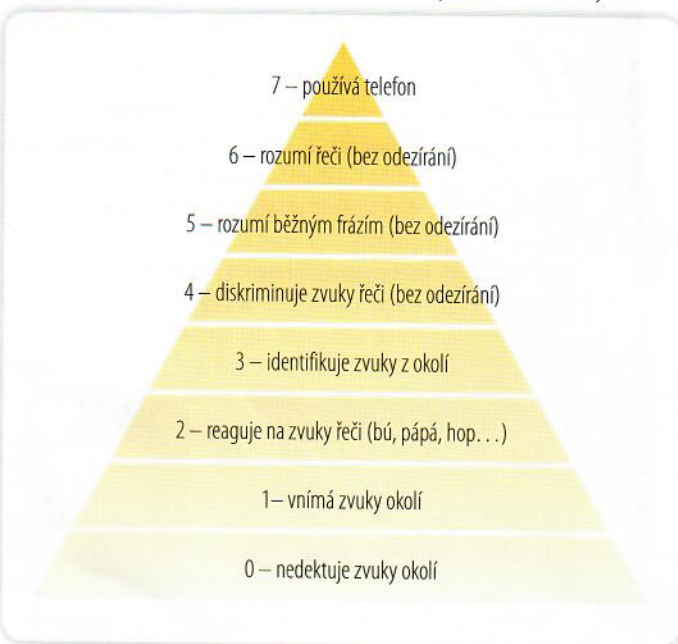 7 – používá telefon
6 – rozumí řeči (bez odezírání)
5 – rozumí běžným frázím (bez odezírání)
4 – diskriminuje zvuky řeči (bez odezírání)
3 – identifikuje zvuky z okolí
2 – reaguje na zvuky řeči (bú, pápá, hop…)
1– vnímá zvuky okolí
0 – nedektuje zvuky okolí